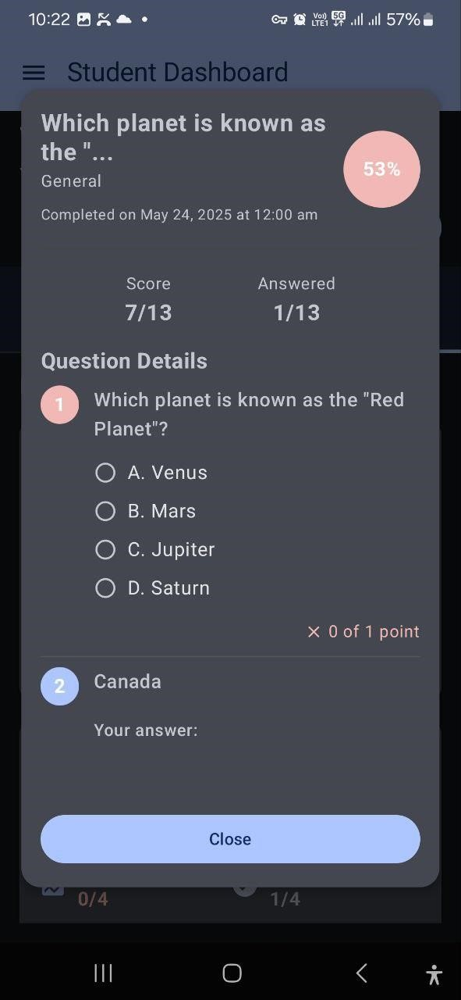 10:22
Vo)) LTE1 5G 57%
Student Dashboard
Which planet is known as
the "...
53%
General
Completed on May 24, 2025 at 12:00 am
Score Answered
7/13 1/13
Question Details
1 Which planet is known as the "Red
Planet"?
A. Venus
B. Mars
C. Jupiter
D. Saturn
× 0 of 1 point
2 Canada
Your answer:
Close
0/4 1/4